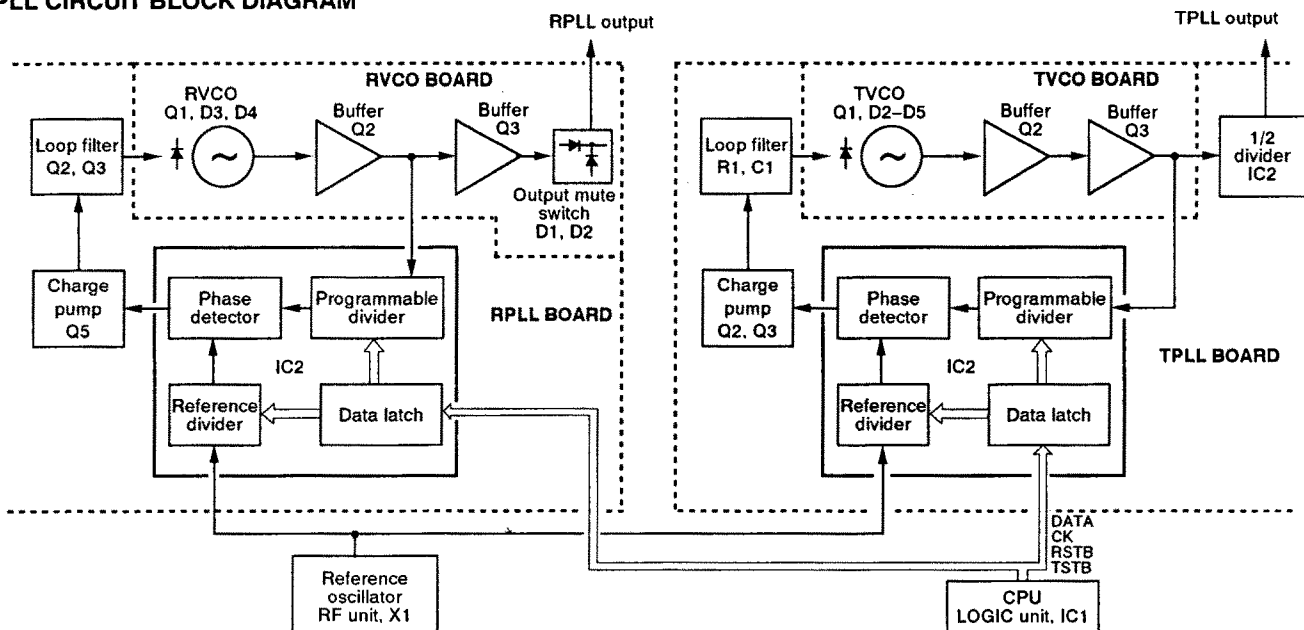 PLL CIRCUIT BLOCK DIAGRAM
RPLL output
TPLL output
RVCO BOARD
RVCO
Q1, D3, D4
Buffer
Q2
Buffer
Q3
Loop filter
Q2, Q3
Output mute
switch
D1, D2
Charge
pump
Q5
Phase
detector
Programmable
divider
RPLL BOARD
IC2
Reference
divider
Data latch
TVCO BOARD
TVCO
Q1, D2–D5
Buffer
Q2
Buffer
Q3
Loop filter
R1, C1
1/2
divider
IC2
Charge
pump
Q2, Q3
Phase
detector
Programmable
divider
TPLL BOARD
IC2
Reference
divider
Data latch
DATA
CK
RSTB
TSTB
Reference
oscillator
RF unit, X1
CPU
LOGIC unit, IC1